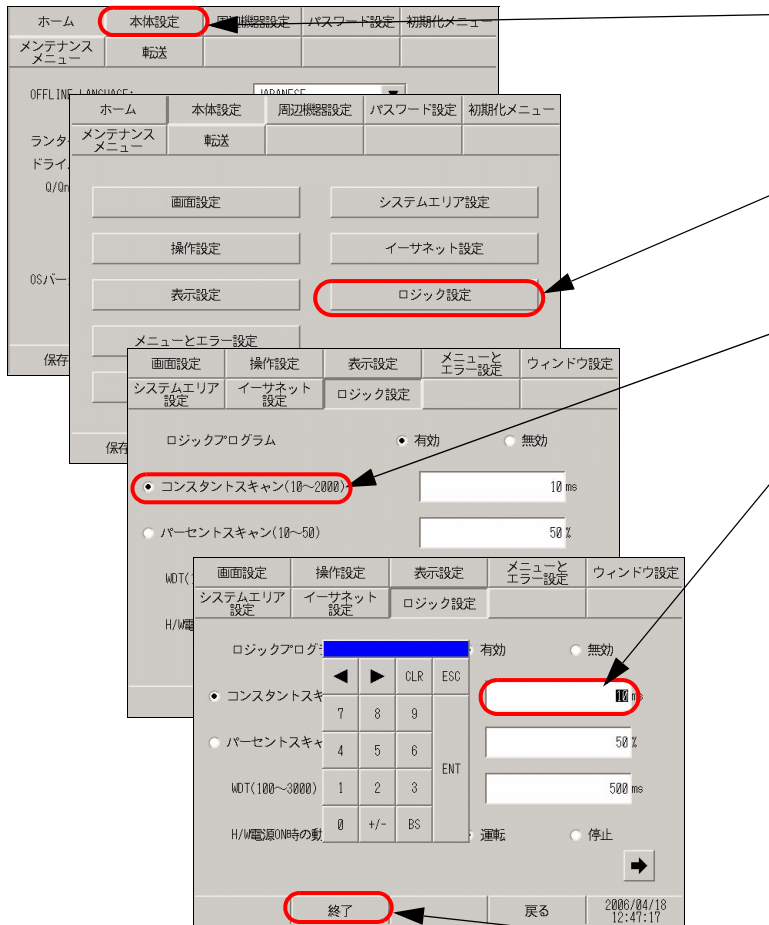 ホーム 本体設定 周辺機器設定 パスワード設定 初期化メニュー
メンテナンス
メニュー 転送
OFFLINE LANGUAGE: JAPANESE
ランタ
ドライ
Q/Qn
OSバー
保存
ホーム 本体設定 周辺機器設定 パスワード設定 初期化メニュー
メンテナンス
メニュー 転送
画面設定 システムエリア設定
操作設定 イーサネット設定
表示設定 ロジック設定
メニューとエラー設定
保存
画面設定 操作設定 表示設定 メニューと
エラー設定 ウィンドウ設定
システムエリア
設定 イーサネット
設定 ロジック設定
ロジックプログラム 有効 無効
コンスタントスキャン(10～2000) 10 ms
パーセントスキャン(10～50) 50 %
WDT(
H/W電
画面設定 操作設定 表示設定 メニューと
エラー設定 ウィンドウ設定
システムエリア
設定 イーサネット
設定 ロジック設定
ロジックプログラ 有効 無効
CLR ESC
コンスタントスキ 10 ms
7 8 9
パーセントスキャ 50 %
4 5 6
ENT
WDT(100～3000) 1 2 3 500 ms
H/W電源ON時の動 0 +/- BS 運転 停止
終了 戻る 2006/04/18
12:47:17